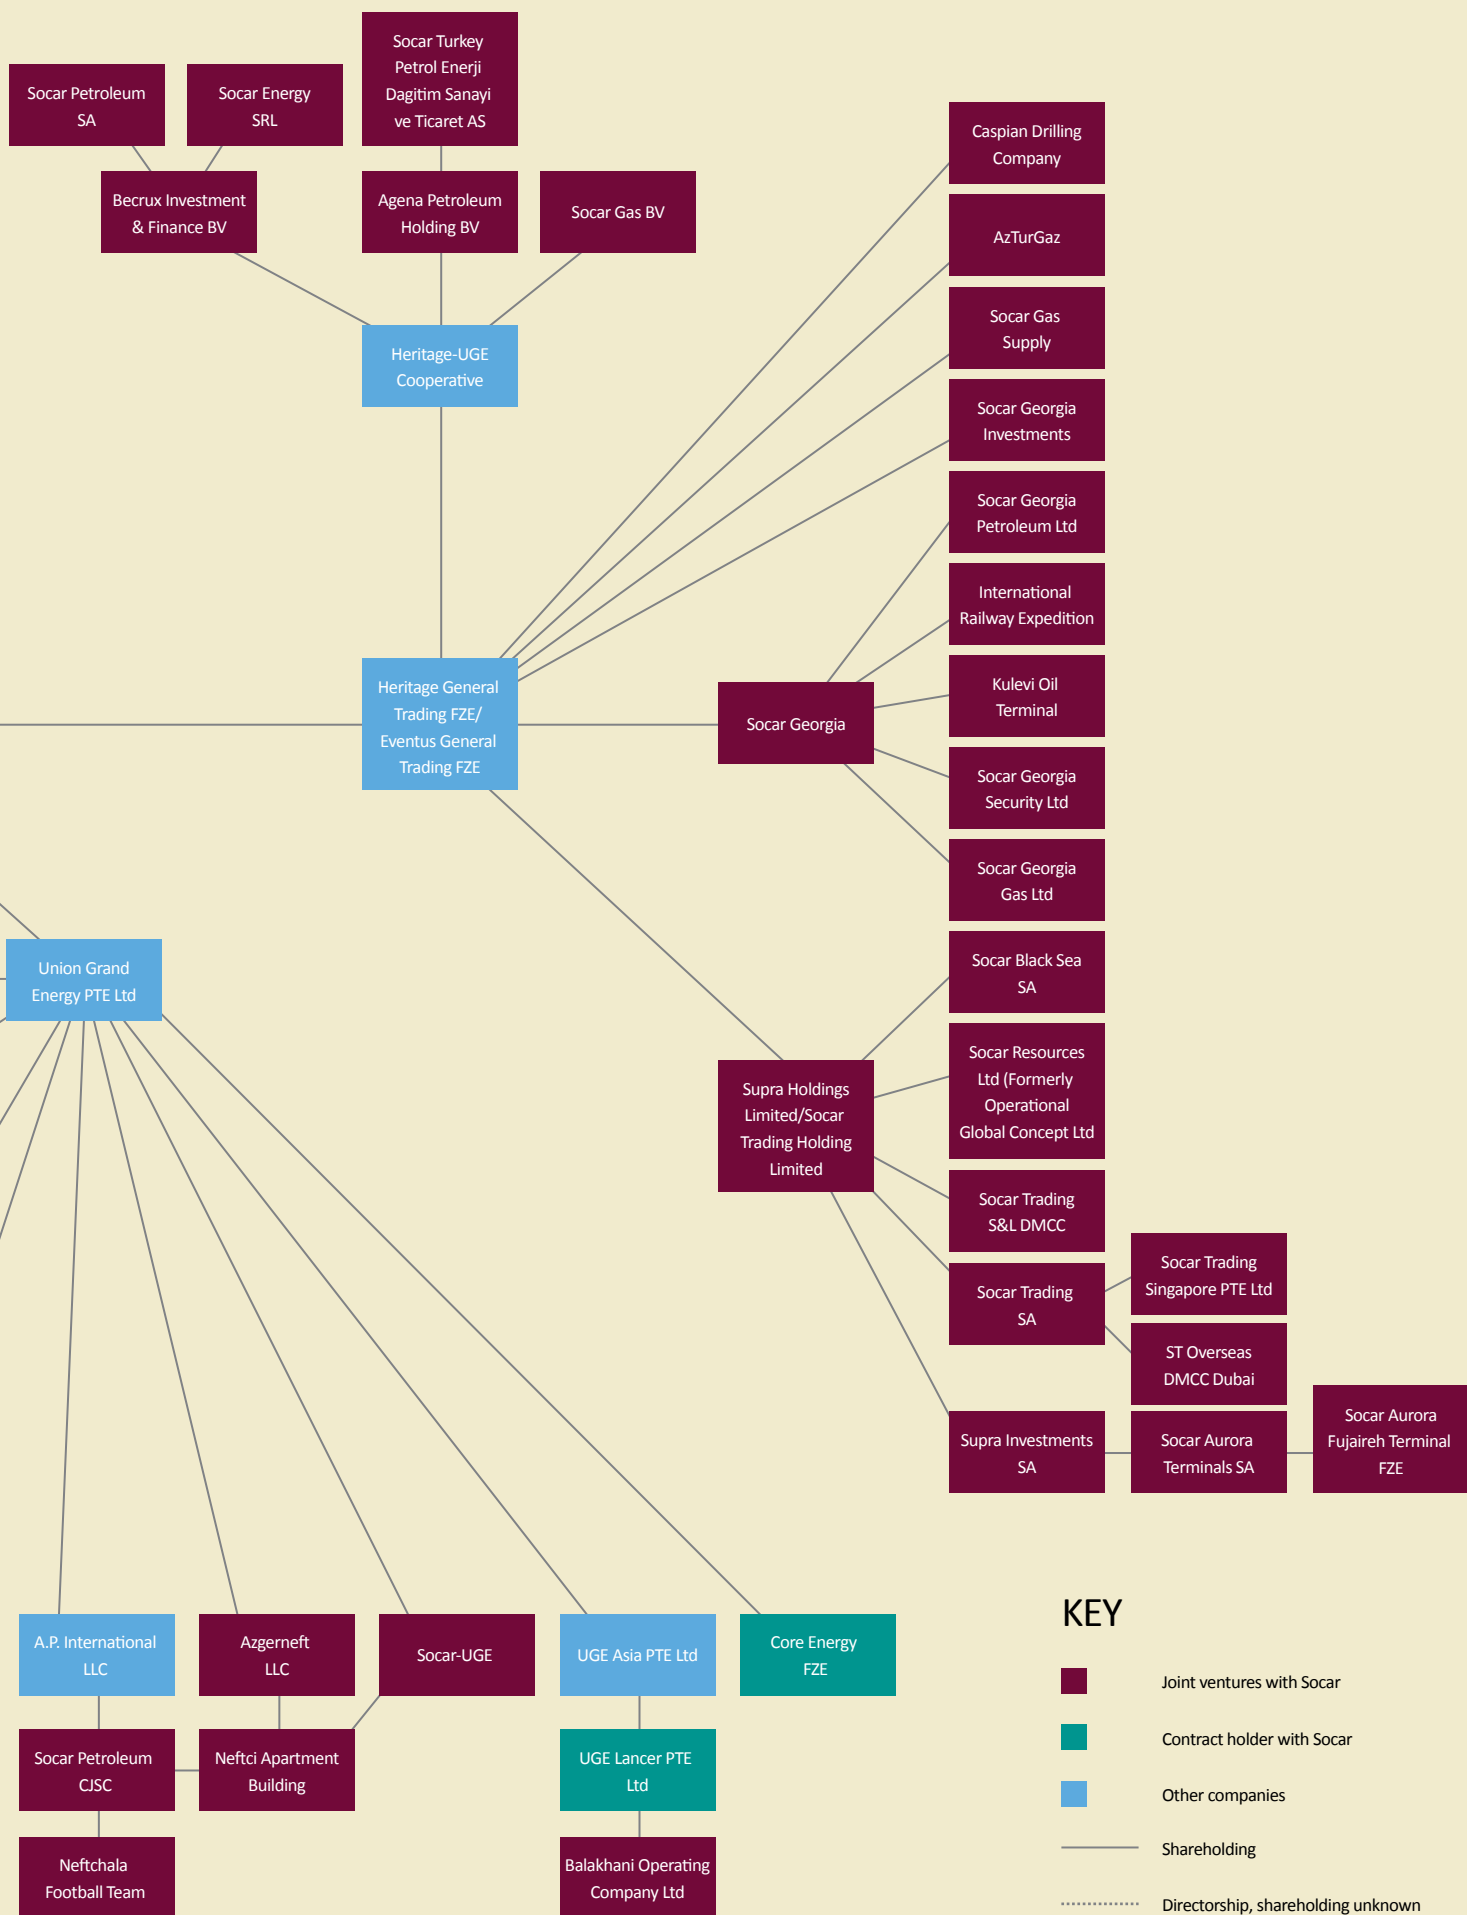 Socar Turkey
Petrol Enerji
Dagitim Sanayi
ve Ticaret AS
Socar Petroleum
SA
Socar Energy
SRL
Becrux Investment
& Finance BV
Agena Petroleum
Holding BV
Socar Gas BV
Heritage-UGE
Cooperative
Caspian Drilling
Company
AzTurGaz
Socar Gas
Supply
Socar Georgia
Investments
Socar Georgia
Petroleum Ltd
International
Railway Expedition
Kulevi Oil
Terminal
Socar Georgia
Security Ltd
Socar Georgia
Gas Ltd
Heritage General
Trading FZE/
Eventus General
Trading FZE
Socar Georgia
Union Grand
Energy PTE Ltd
Socar Black Sea
SA
Socar Resources
Ltd (Formerly
Operational
Global Concept Ltd
Supra Holdings
Limited/Socar
Trading Holding
Limited
Socar Trading
S&L DMCC
Socar Trading
SA
Socar Trading
Singapore PTE Ltd
ST Overseas
DMCC Dubai
Supra Investments
SA
Socar Aurora
Terminals SA
Socar Aurora
Fujaireh Terminal
FZE
A.P. International
LLC
Azgerneft
LLC
Socar-UGE
UGE Asia PTE Ltd
Core Energy
FZE
Socar Petroleum
CJSC
Neftci Apartment
Building
UGE Lancer PTE
Ltd
Neftchala
Football Team
Balakhani Operating
Company Ltd
KEY
Joint ventures with Socar
Contract holder with Socar
Other companies
Shareholding
Directorship, shareholding unknown